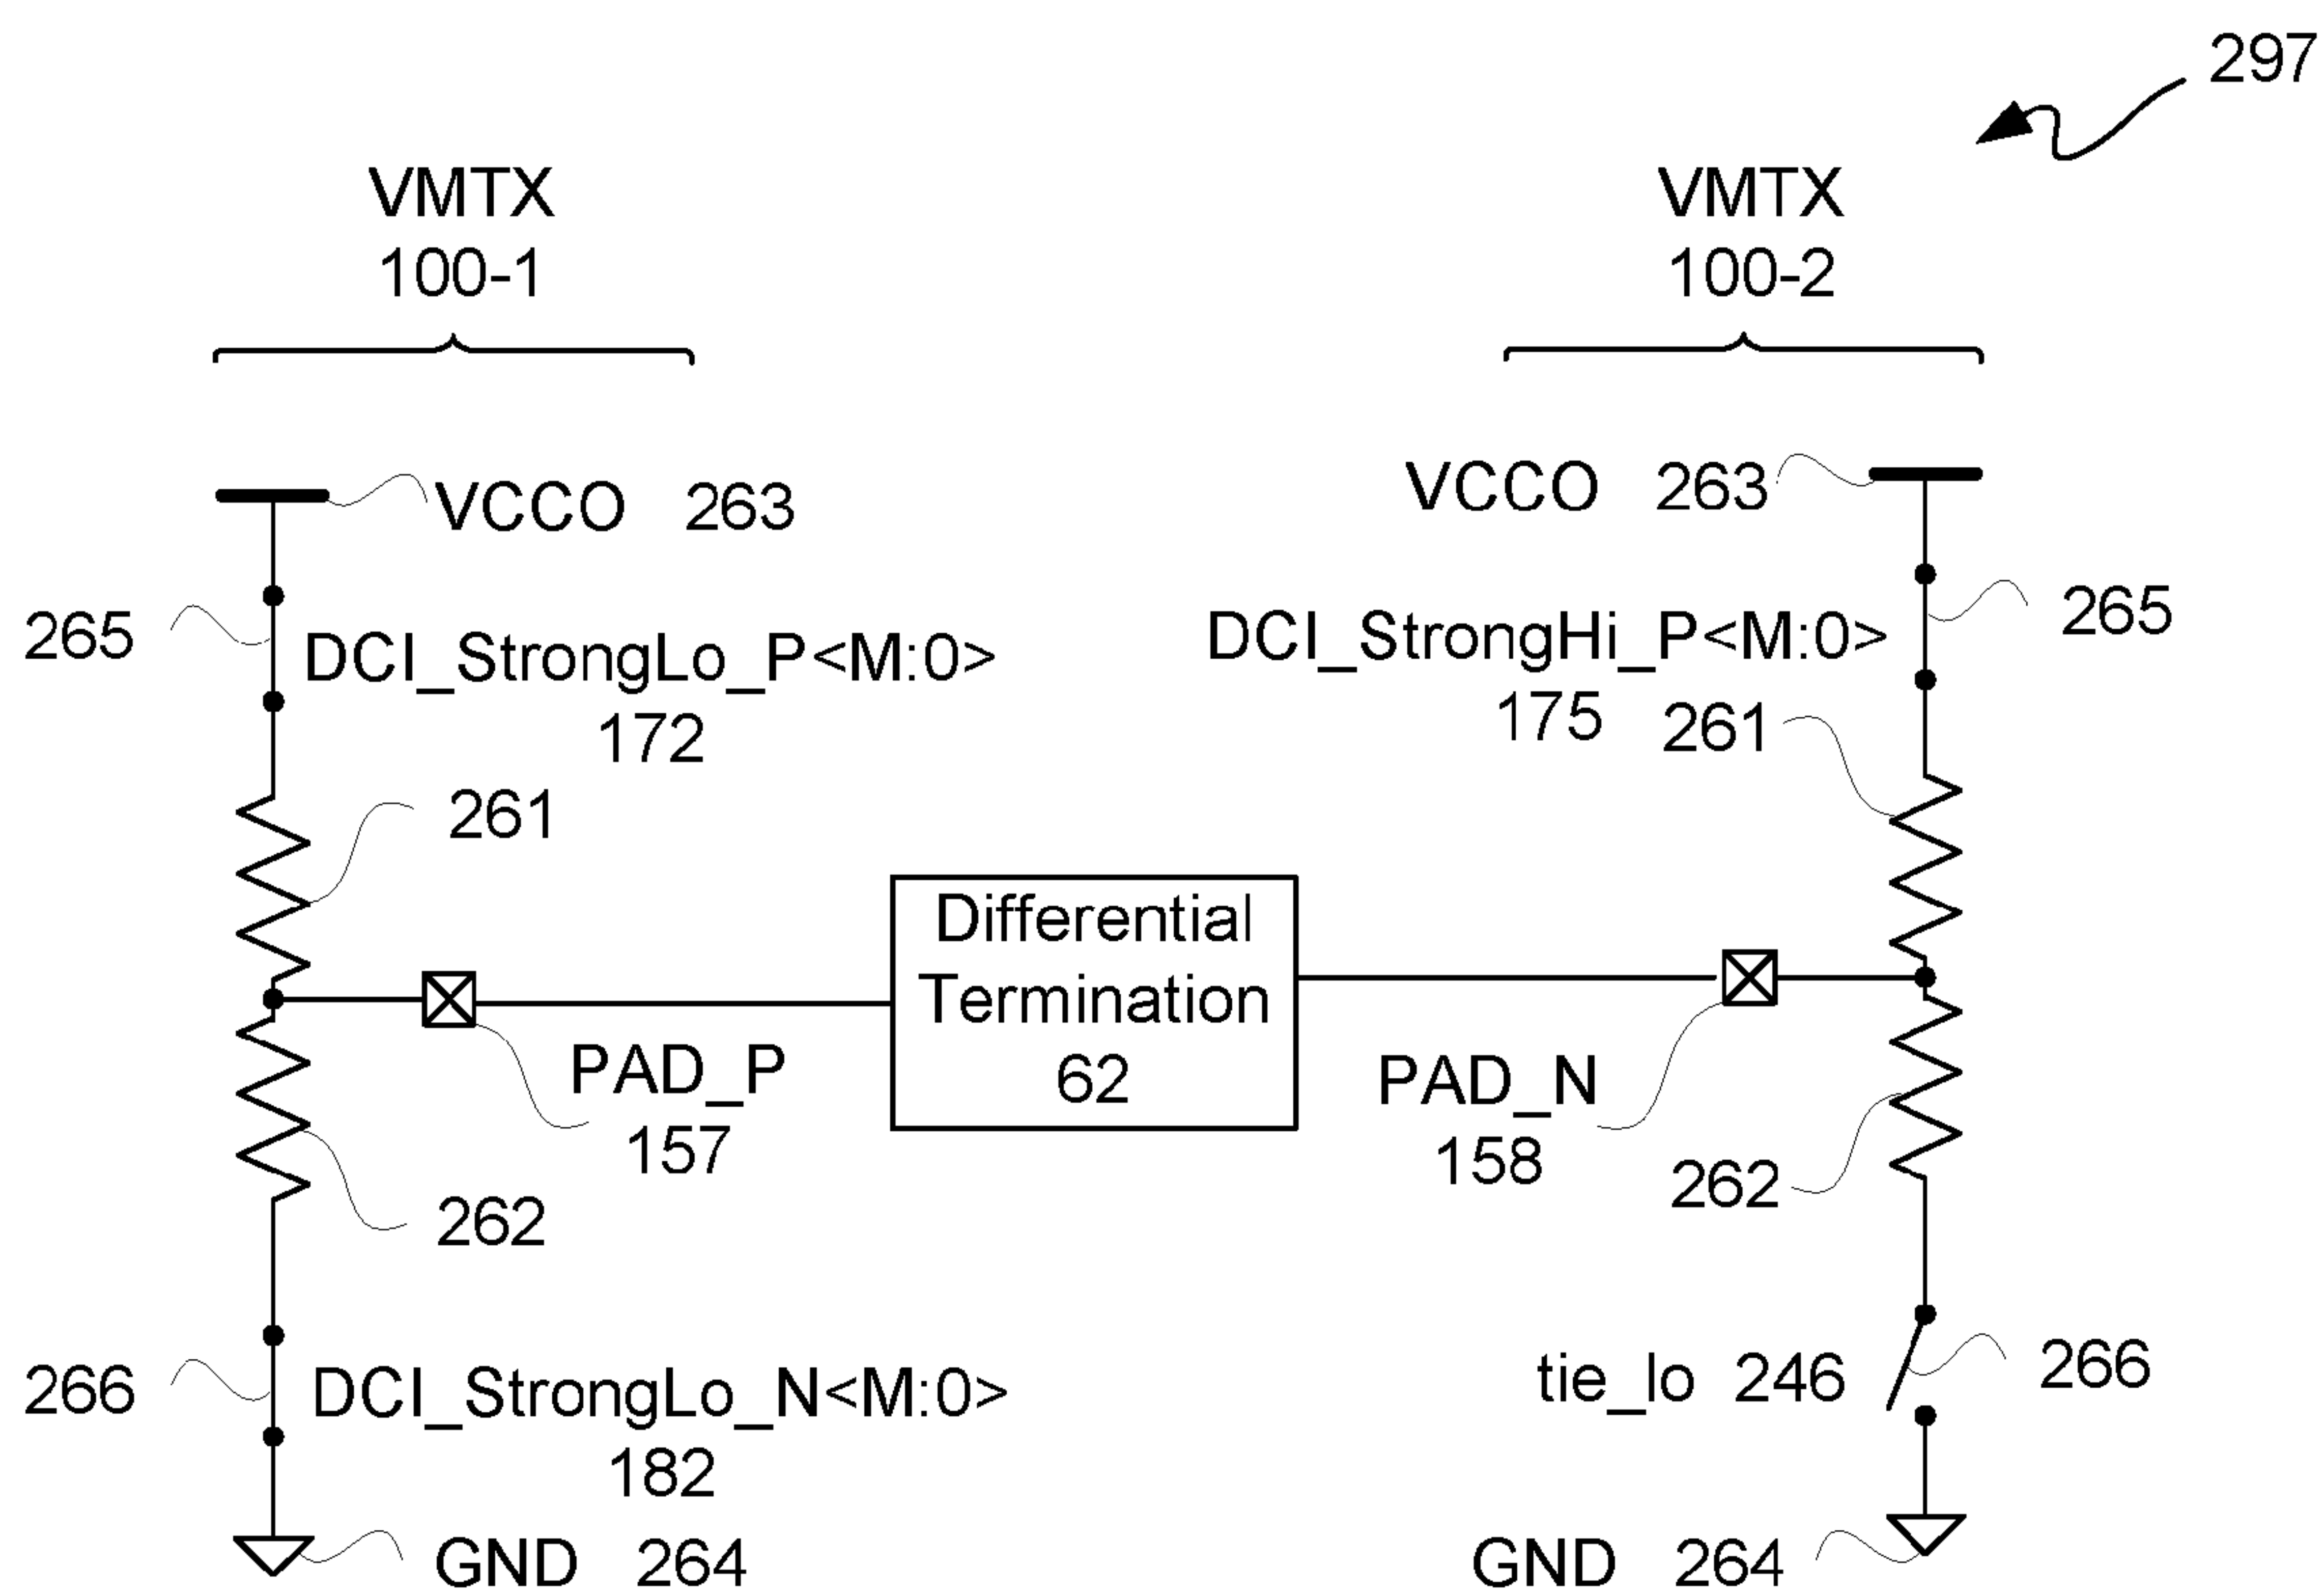 297
VMTX
100-1
VMTX
100-2
VCCO 263
VCCO 263
265
DCI_StrongLo_P<M:0>
172
DCI_StrongHi_P<M:0>
175
265
261
261
Differential
Termination
62
PAD_P
157
PAD_N
158
262
262
266
DCI_StrongLo_N<M:0>
182
tie_lo 246
266
GND 264
GND 264